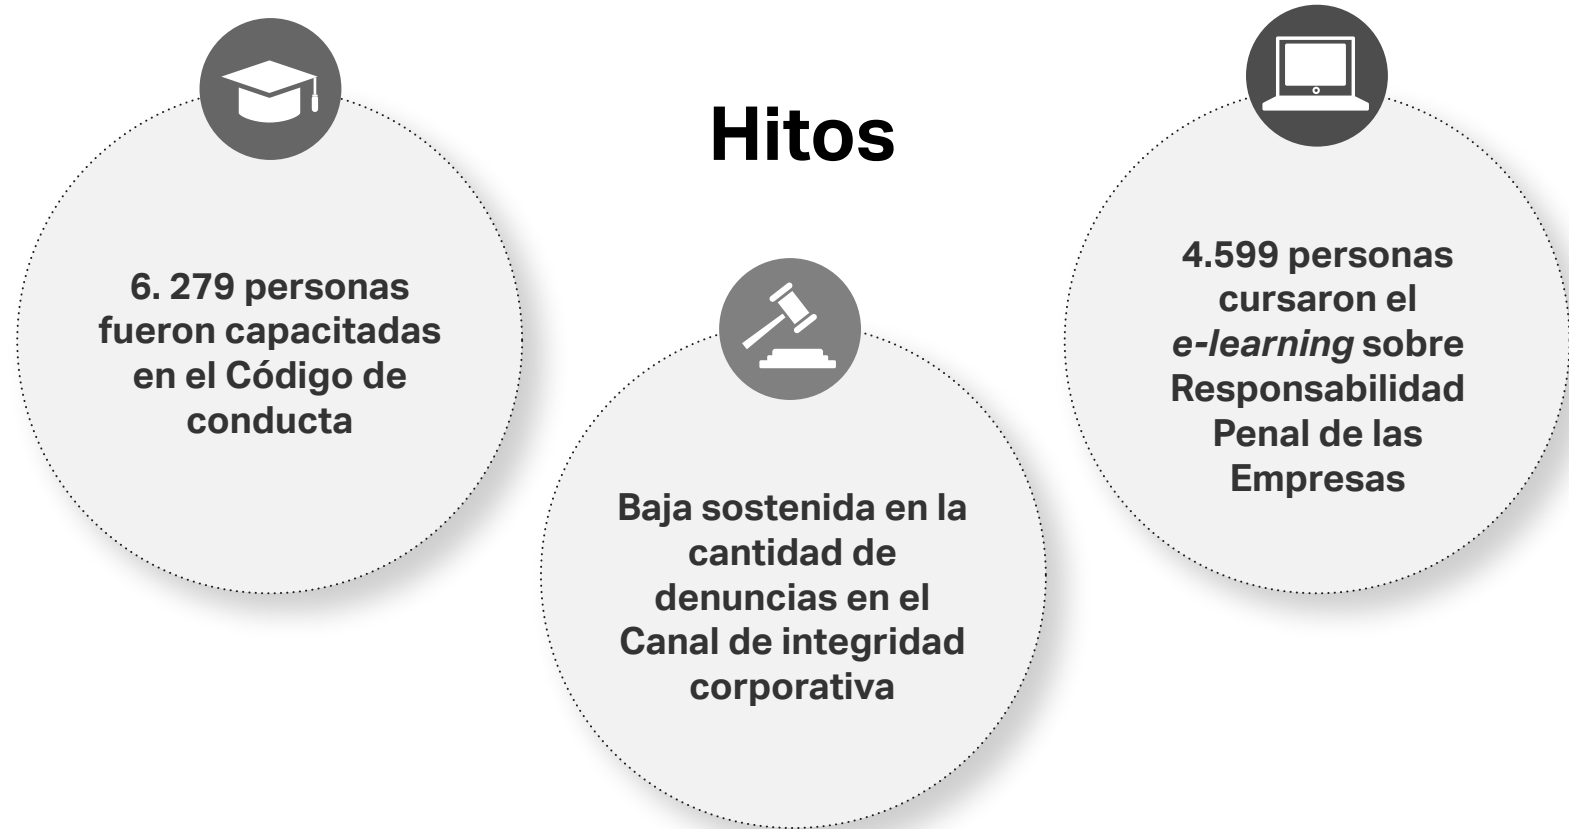 Hitos
6. 279 personas
fueron capacitadas
en el Código de
conducta
Baja sostenida en la
cantidad de
denuncias en el
Canal de integridad
corporativa
4.599 personas
cursaron el
e-learning sobre
Responsabilidad
Penal de las
Empresas